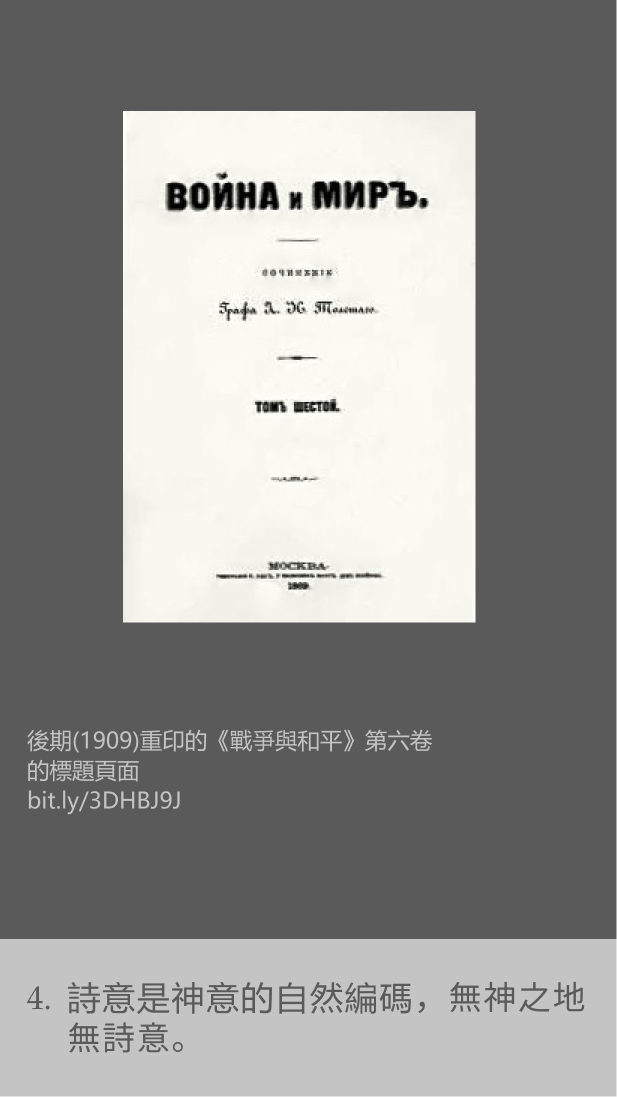 ВОЙНА и МИРЪ.
СОЧИНЕНІЕ
Графа Л. Н. Толстаго.
ТОМЪ ШЕСТОЙ.
МОСКВА.
1869.
後期(1909)重印的《戰爭與和平》第六卷
的標題頁面
bit.ly/3DHBJ9J
4. 詩意是神意的自然編碼，無神之地
無詩意。